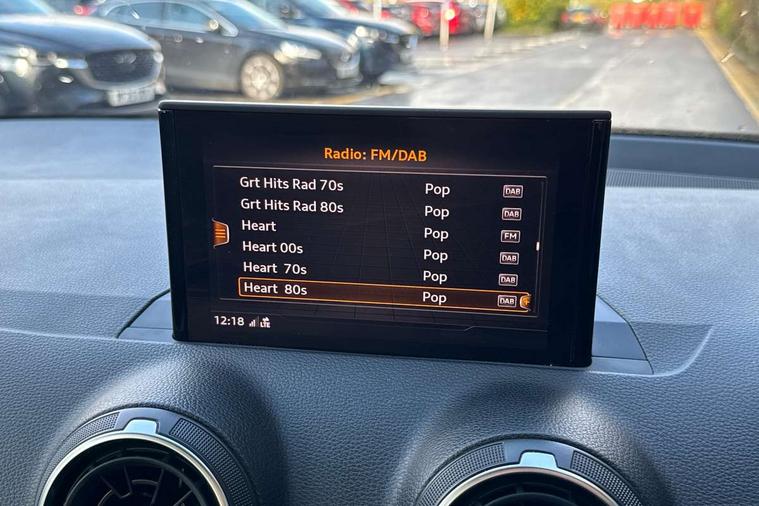 Radio: FM/DAB
Grt Hits Rad 70s Pop DAB
Grt Hits Rad 80s Pop DAB
Heart Pop FM
Heart 00s Pop DAB
Heart 70s Pop DAB
Heart 80s Pop DAB
12:18 LTE